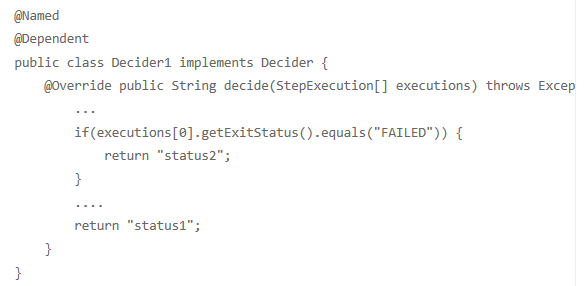 @Named
@Dependent
public class Decider1 implements Decider {
    @Override public String decide(StepExecution[] executions) throws Excep
        ...
        if(executions[0].getExitStatus().equals("FAILED")) {
            return "status2";
        }
        ....
        return "status1";
    }
}